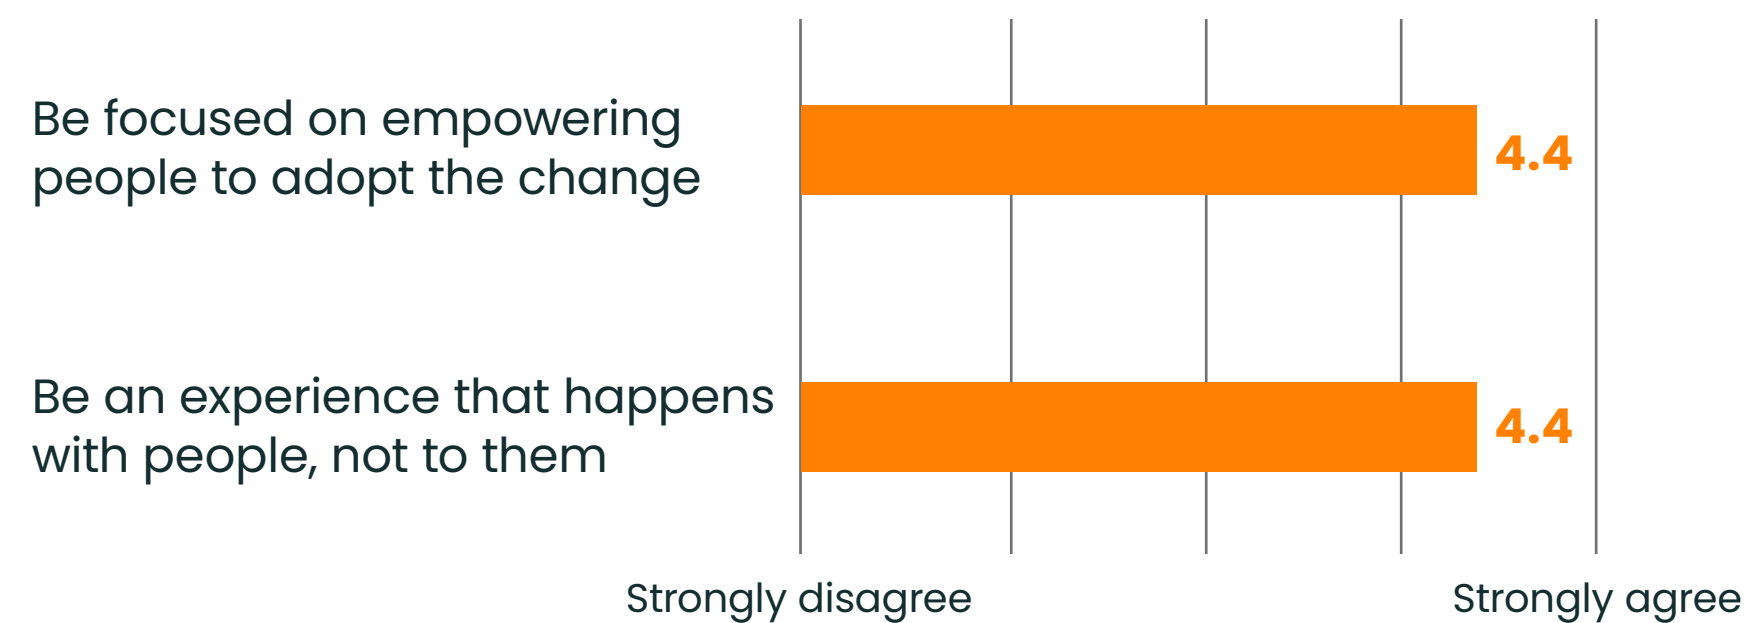 Be focused on empowering
people to adopt the change
4.4
Be an experience that happens
with people, not to them
4.4
Strongly disagree
Strongly agree